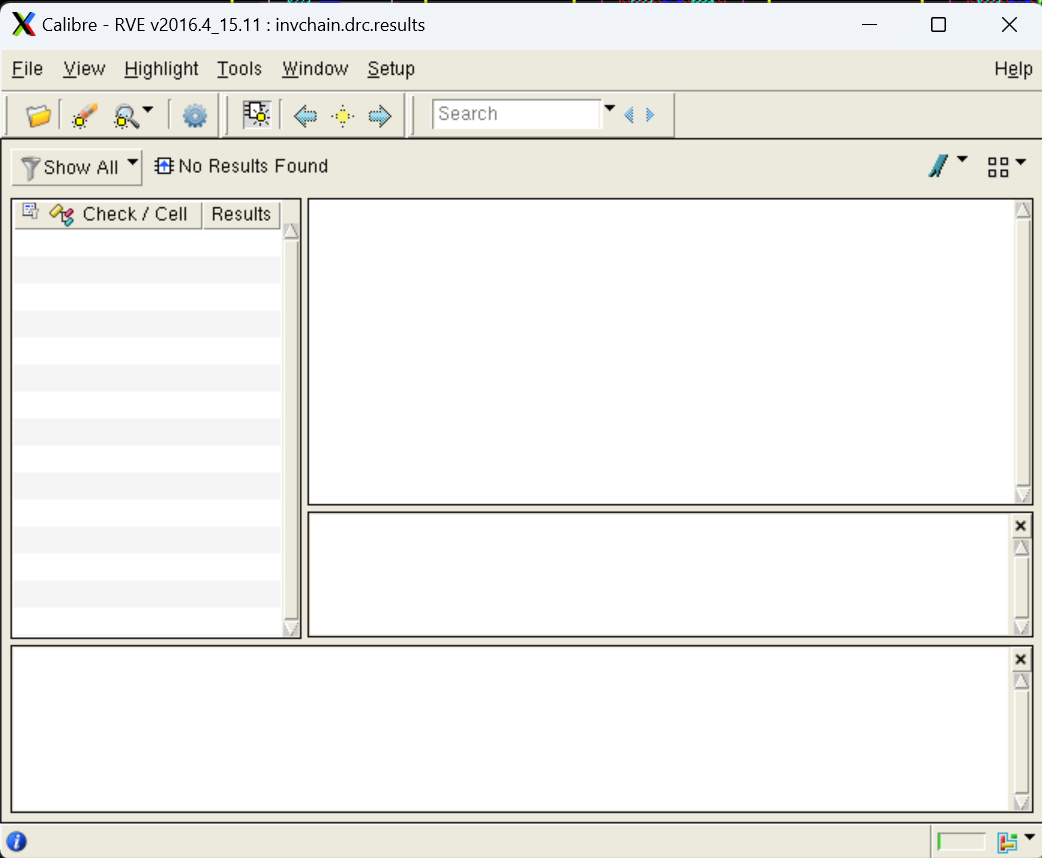 Calibre - RVE v2016.4_15.11 : invchain.drc.results
File View Highlight Tools Window Setup Help
Search
Show All No Results Found
Check / Cell Results